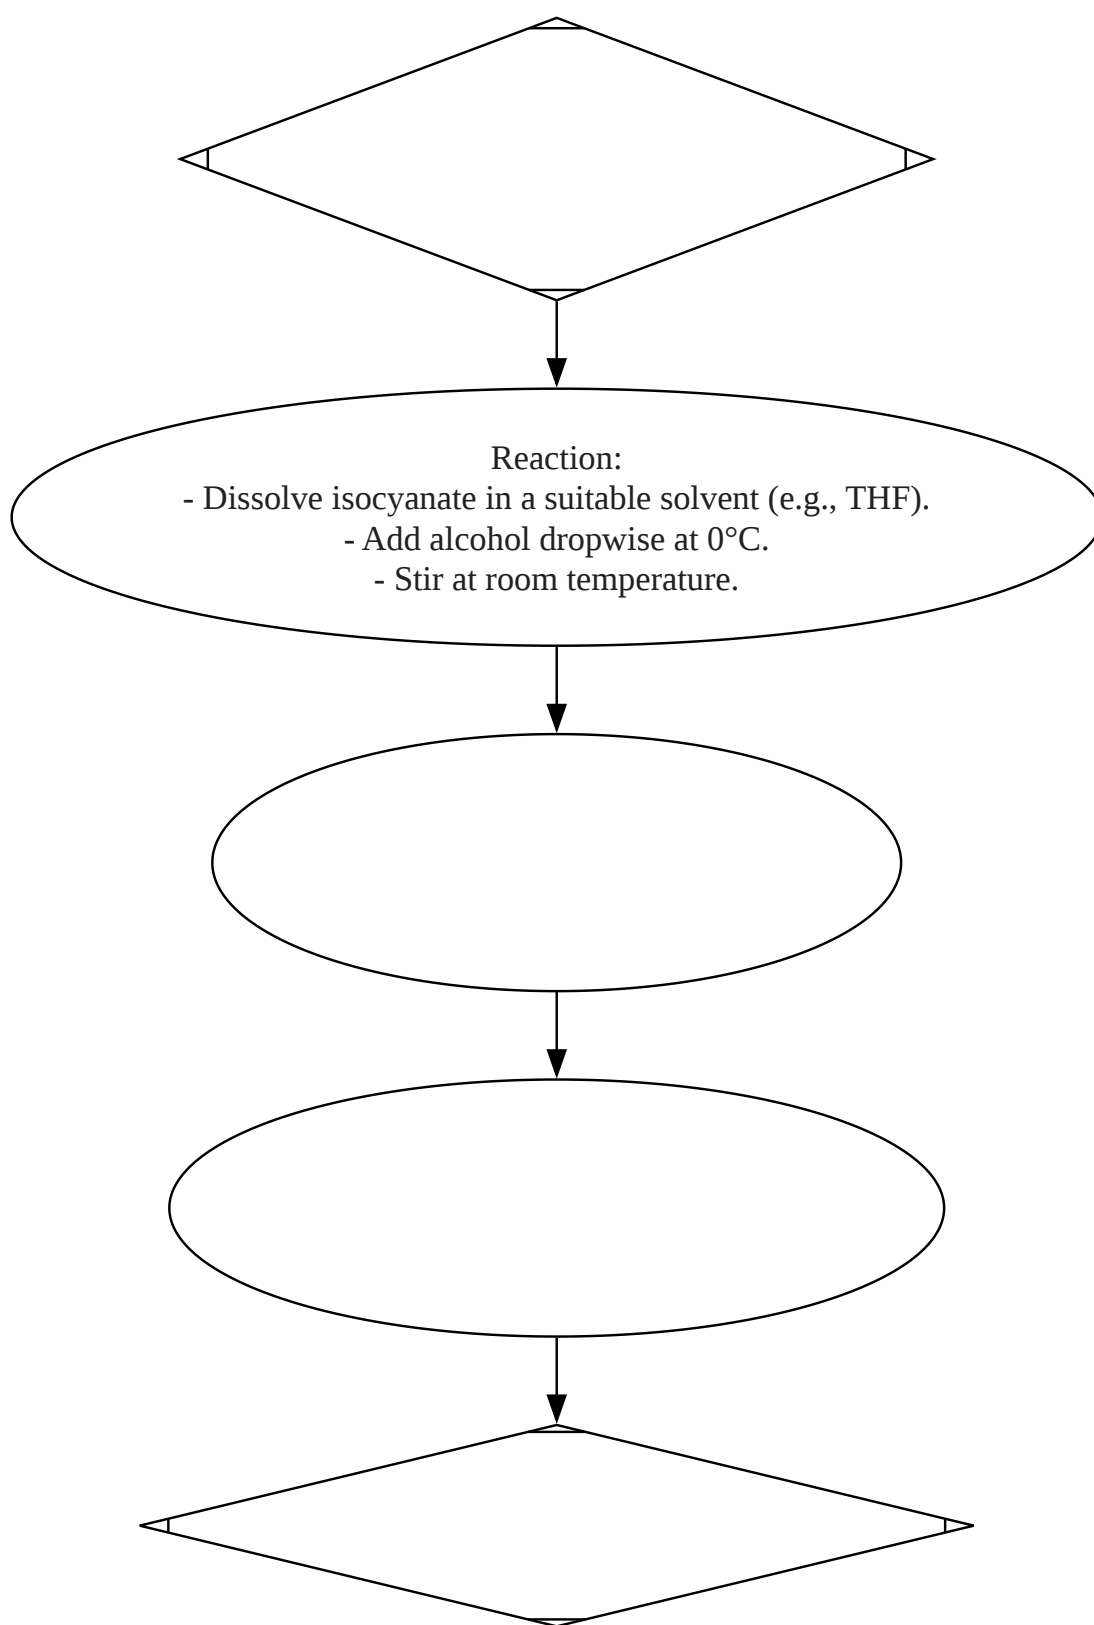 Reaction:
- Dissolve isocyanate in a suitable solvent (e.g., THF).
- Add alcohol dropwise at 0°C.
- Stir at room temperature.